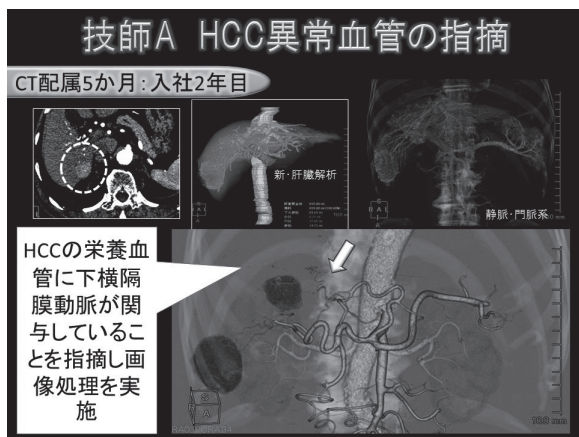 技師A HCC異常血管の指摘
CT配属5か月:入社2年目
新・肝臓解析
静脈・門脈系
HCCの栄養血
管に下横隔
膜動脈が関
与しているこ
とを指摘し画
像処理を実
施